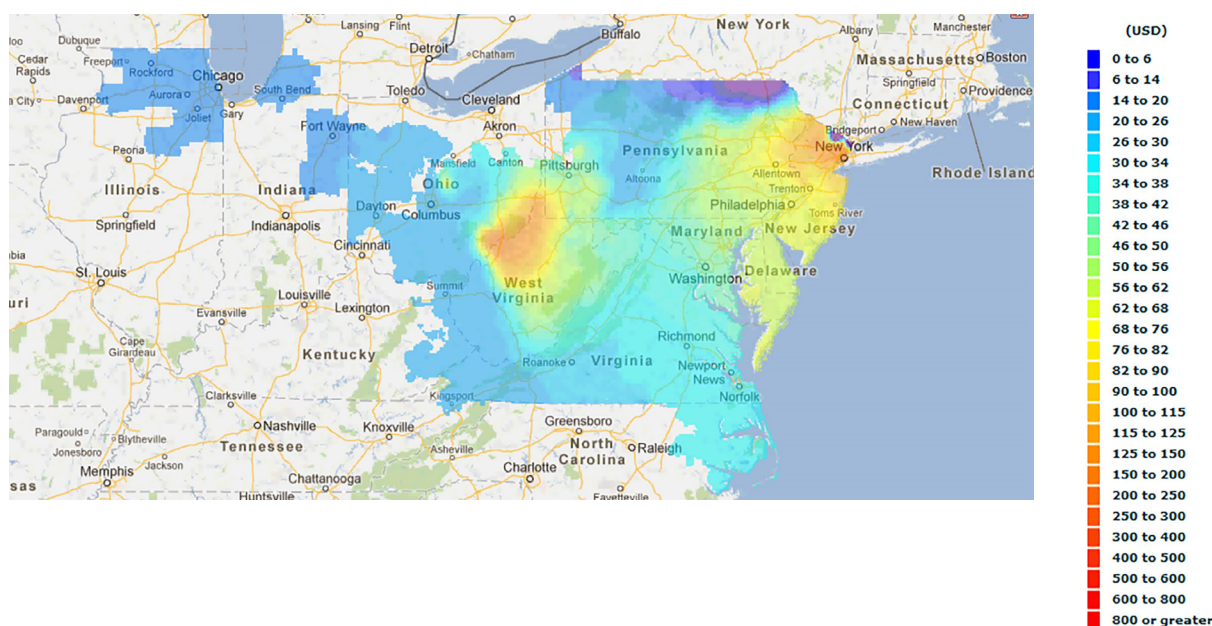 New York
Buffalo
Albany
Manchester
Lansing
Flint
Dubuque
Detroit
Chatham
Massachusetts
Boston
Cedar
Rapids
Freeport
Rockford
Chicago
Springfield
Providence
Toledo
Cleveland
Aurora
South Bend
Davenport
Connecticut
Joliet
Gary
New Haven
Fort Wayne
Akron
Bridgeport
Peoria
Pennsylvania
New York
Mansfield
Canton
Pittsburgh
Rhode Island
Altoona
Allentown
Illinois
Indiana
Ohio
Trenton
Dayton
Columbus
Philadelphia
Toms River
Springfield
Indianapolis
Maryland
New Jersey
Cincinnati
St. Louis
Washington
Delaware
West
Virginia
Summit
Louisville
Lexington
Evansville
Richmond
Cape
Girardeau
Kentucky
Roanoke
Virginia
Newport
News
Clarksville
Kingsport
Norfolk
Nashville
Knoxville
Greensboro
Paragould
Blytheville
Jonesboro
Tennessee
Asheville
North
Carolina
Raleigh
Jackson
Memphis
Charlotte
Chattanooga
Huntsville
Fayetteville
(USD)
0 to 6
6 to 14
14 to 20
20 to 26
26 to 30
30 to 34
34 to 38
38 to 42
42 to 46
46 to 50
50 to 56
56 to 62
62 to 68
68 to 76
76 to 82
82 to 90
90 to 100
100 to 115
115 to 125
125 to 150
150 to 200
200 to 250
250 to 300
300 to 400
400 to 500
500 to 600
600 to 800
800 or greater